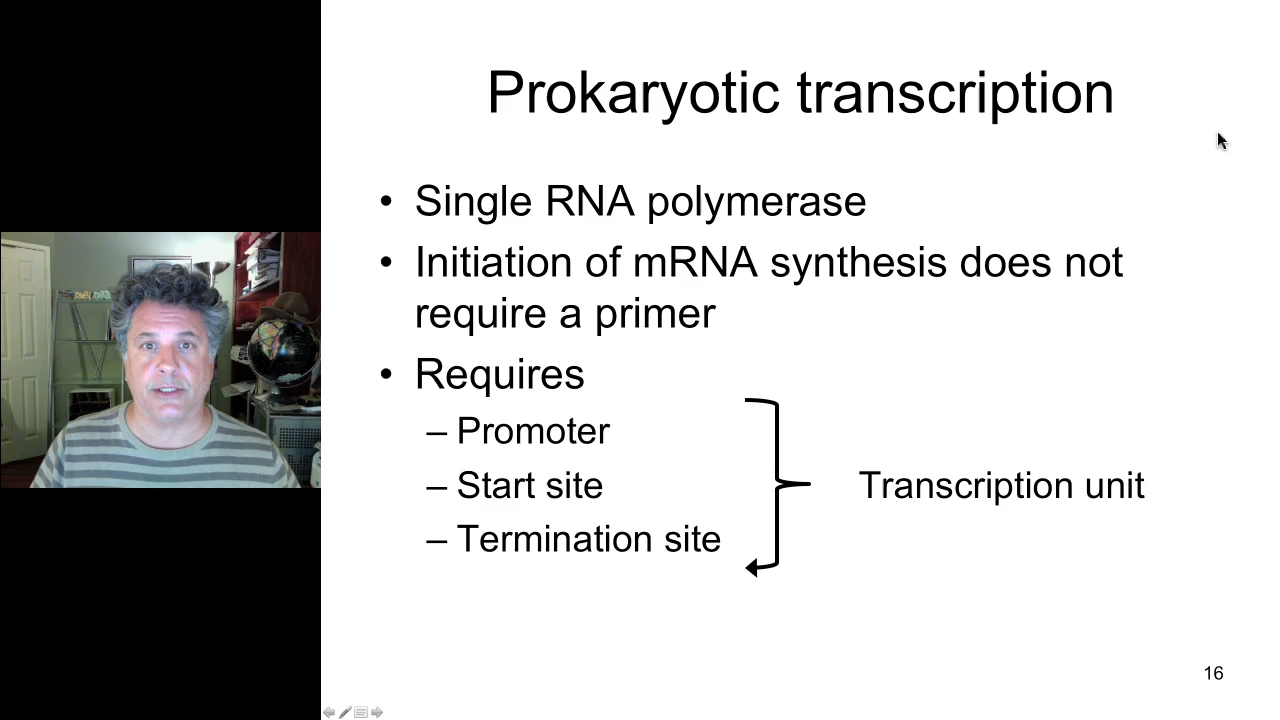 Prokaryotic transcription
• Single RNA polymerase
• Initiation of mRNA synthesis does not
require a primer
• Requires
– Promoter
– Start site
– Termination site
Transcription unit
16